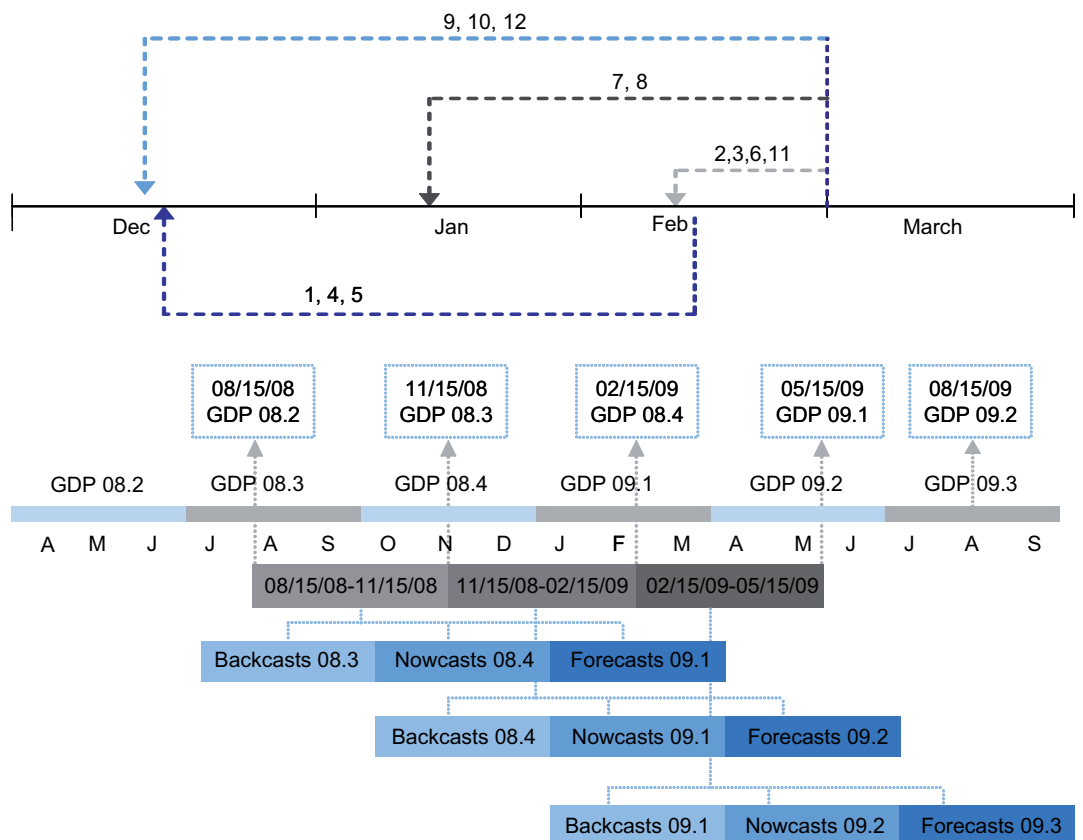 9, 10, 12
7, 8
2,3,6,11
Dec Jan Feb March
1, 4, 5
08/15/08 11/15/08 02/15/09 05/15/09 08/15/09
GDP 08.2 GDP 08.3 GDP 08.4 GDP 09.1 GDP 09.2
GDP 08.2 GDP 08.3 GDP 08.4 GDP 09.1 GDP 09.2 GDP 09.3
A M J J A S O N D J F M A M J J A S
08/15/08-11/15/08 11/15/08-02/15/09 02/15/09-05/15/09
Backcasts 08.3 Nowcasts 08.4 Forecasts 09.1
Backcasts 08.4 Nowcasts 09.1 Forecasts 09.2
Backcasts 09.1 Nowcasts 09.2 Forecasts 09.3